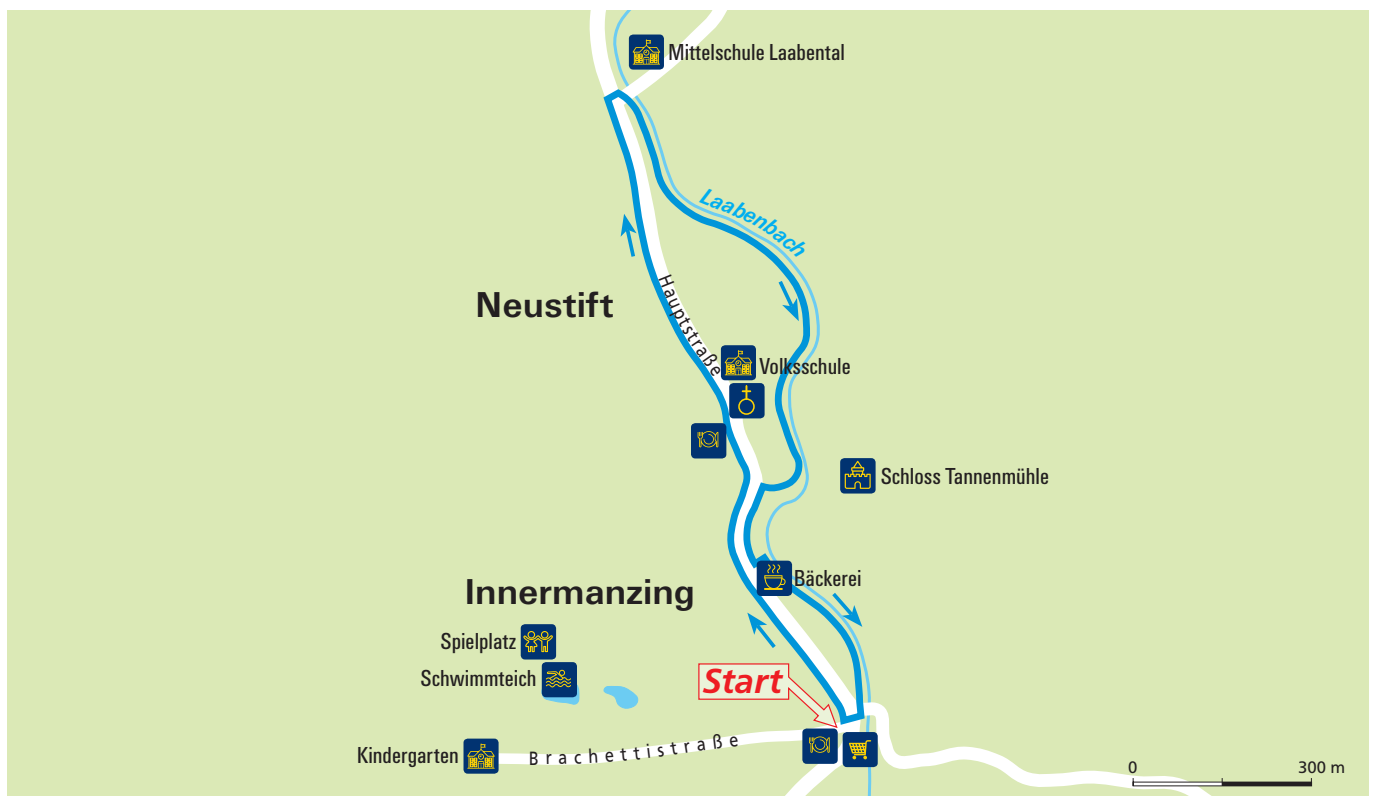 Mittelschule Laabental
Laabenbach
Neustift
Hauptstraße
Volksschule
Schloss Tannenmühle
Bäckerei
Innermanzing
Spielplatz
Schwimmteich
Start
Kindergarten
Brachettistraße
0 300 m